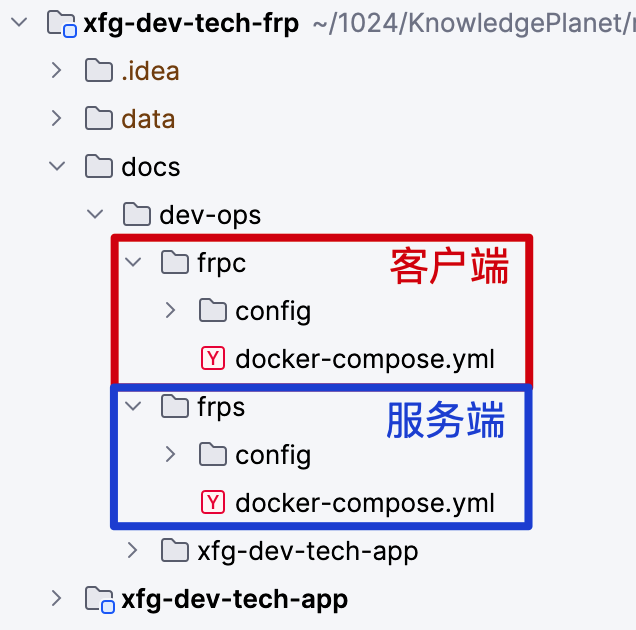 xfg-dev-tech-frp ~/1024/KnowledgePlanet/
.idea
data
docs
dev-ops
frpc 客户端
config
Y docker-compose.yml
frps 服务端
config
Y docker-compose.yml
xfg-dev-tech-app
xfg-dev-tech-app